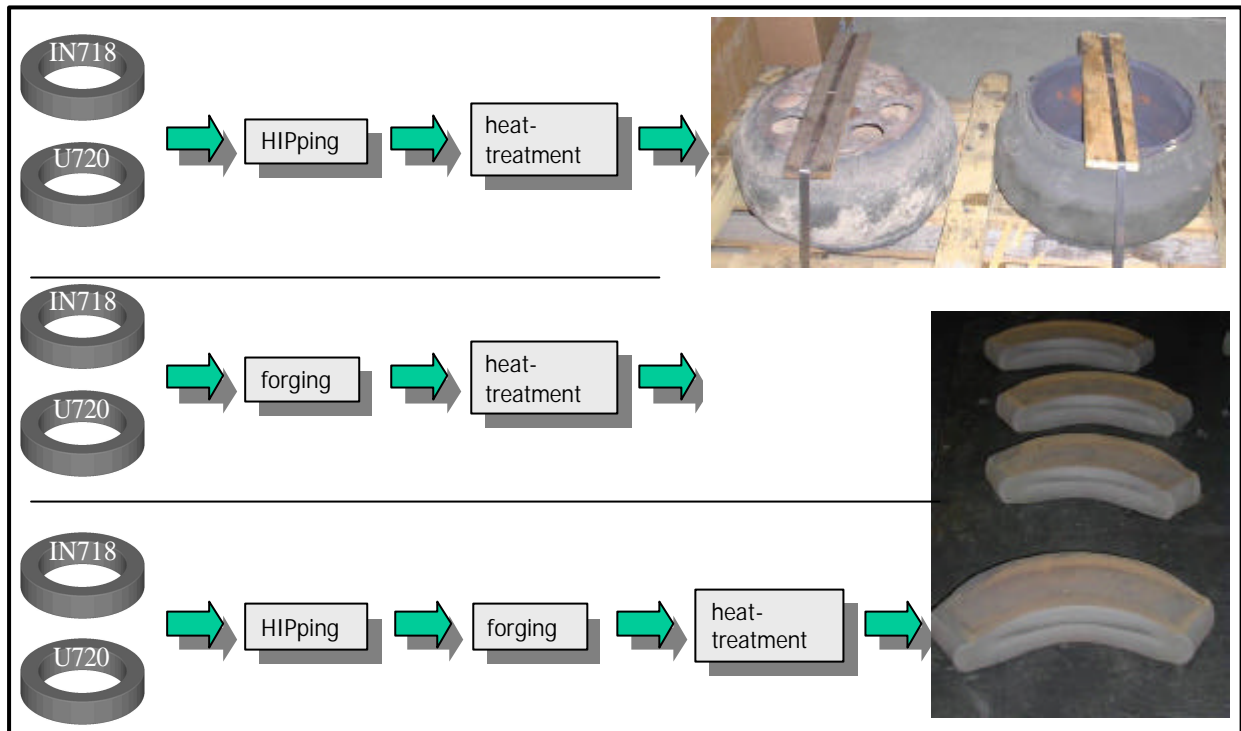 IN718
U720
HIPping
heat-
treatment
IN718
U720
forging
heat-
treatment
IN718
U720
HIPping
forging
heat-
treatment